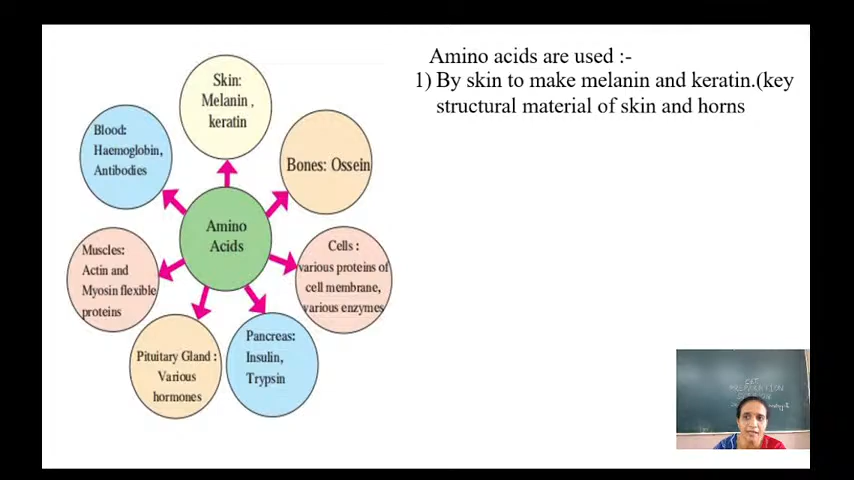 Amino acids are used :-
1) By skin to make melanin and keratin.(key
structural material of skin and horns
Skin:
Melanin ,
keratin
Blood:
Haemoglobin,
Antibodies
Bones: Ossein
Amino
Acids
Muscles:
Actin and
Myosin flexible
proteins
Cells :
various proteins of
cell membrane,
various enzymes
Pituitary Gland :
Various
hormones
Pancreas:
Insulin,
Trypsin